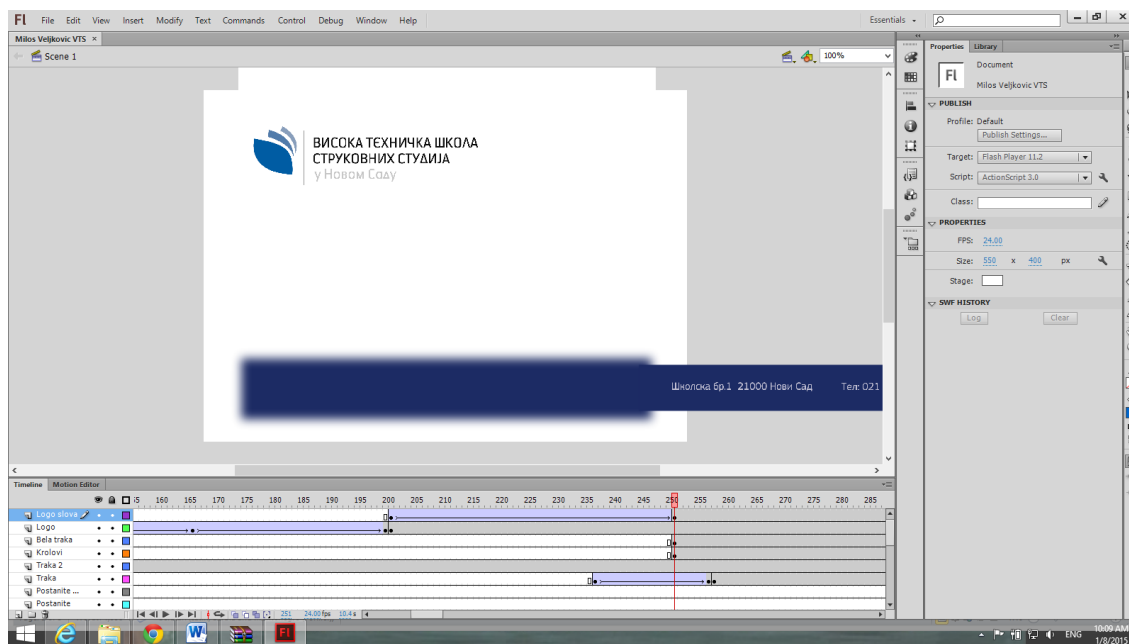 Fl File Edit View Insert Modify Text Commands Control Debug Window Help Essentials
Milos Veljkovic VTS ×
Scene 1 100%
ВИСОКА ТЕХНИЧКА ШКОЛА
СТРУКОВНИХ СТУДИЈА
у Новом Саду
Школска бр.1 21000 Нови Сад Тел: 021
Properties Library
Fl Document
Milos Veljkovic VTS
PUBLISH
Profile: Default
Publish Settings...
Target: Flash Player 11.2
Script: ActionScript 3.0
Class:
PROPERTIES
FPS: 24.00
Size: 550 x 400 px
Stage:
SWF HISTORY
Log Clear
Timeline Motion Editor
160 165 170 175 180 185 190 195 200 205 210 215 220 225 230 235 240 245 250 255 260 265 270 275 280 285
Logo slova
Logo
Bela traka
Krolovi
Traka 2
Traka
Postanite ...
Postanite
251 24.00 fps 10.4 s
W Fl ENG 10:09 AM
1/8/2015